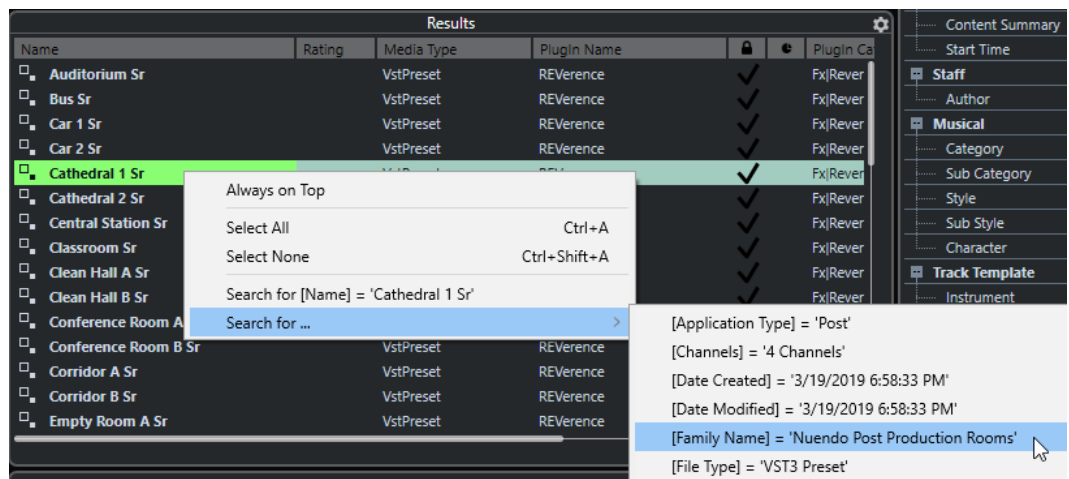 Results
Name Rating Media Type PlugIn Name PlugIn Ca
Auditorium Sr VstPreset REVerence Fx|Rever
Bus Sr VstPreset REVerence Fx|Rever
Car 1 Sr VstPreset REVerence Fx|Rever
Car 2 Sr VstPreset REVerence Fx|Rever
Cathedral 1 Sr Fx|Rever
Cathedral 2 Sr Fx|Rever
Central Station Sr Fx|Rever
Classroom Sr Fx|Rever
Clean Hall A Sr Fx|Rever
Clean Hall B Sr Fx|Rever
Conference Room A
Conference Room B Sr VstPreset REVerence
Corridor A Sr VstPreset REVerence
Corridor B Sr VstPreset REVerence
Empty Room A Sr VstPreset REVerence
Always on Top
Select All Ctrl+A
Select None Ctrl+Shift+A
Search for [Name] = 'Cathedral 1 Sr'
Search for ...
[Application Type] = 'Post'
[Channels] = '4 Channels'
[Date Created] = '3/19/2019 6:58:33 PM'
[Date Modified] = '3/19/2019 6:58:33 PM'
[Family Name] = 'Nuendo Post Production Rooms'
[File Type] = 'VST3 Preset'
Content Summary
Start Time
Staff
Author
Musical
Category
Sub Category
Style
Sub Style
Character
Track Template
Instrument